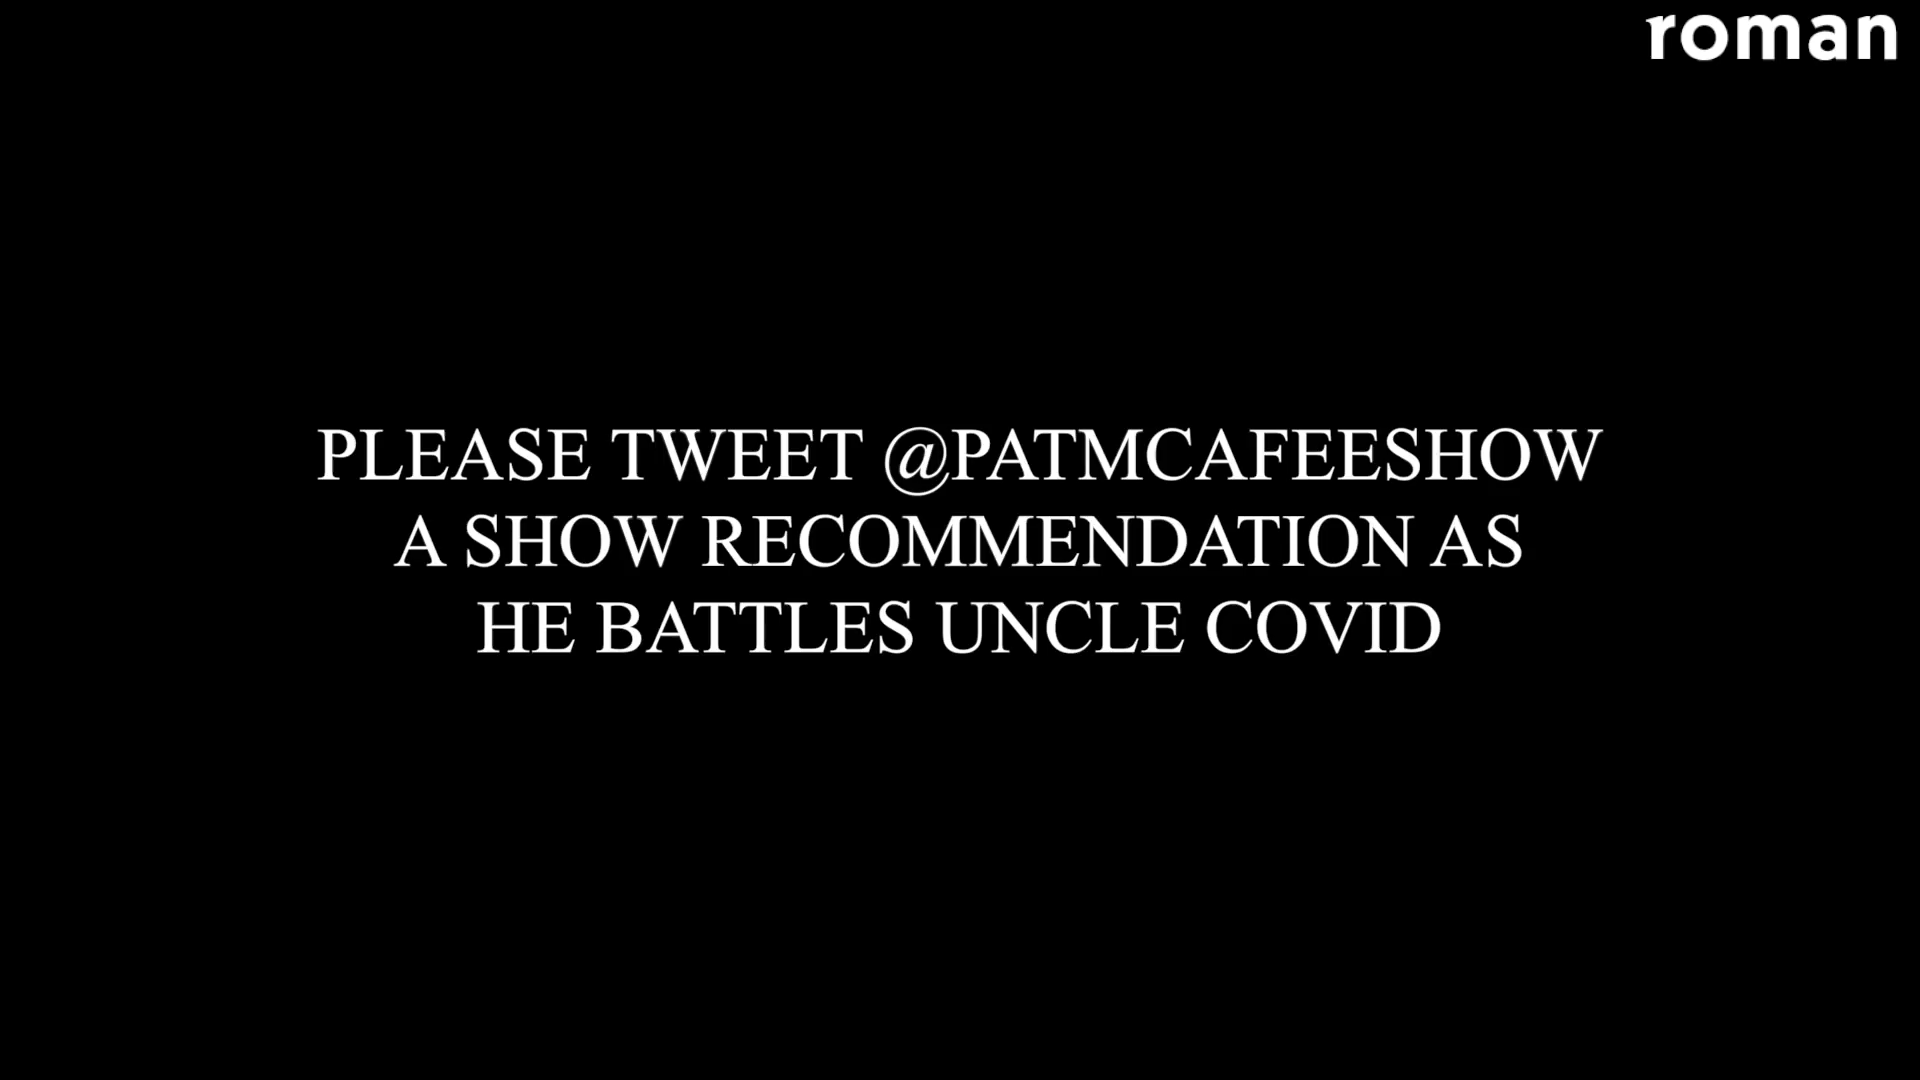 roman
PLEASE TWEET @PATMCAFEESHOW
A SHOW RECOMMENDATION AS
HE BATTLES UNCLE COVID